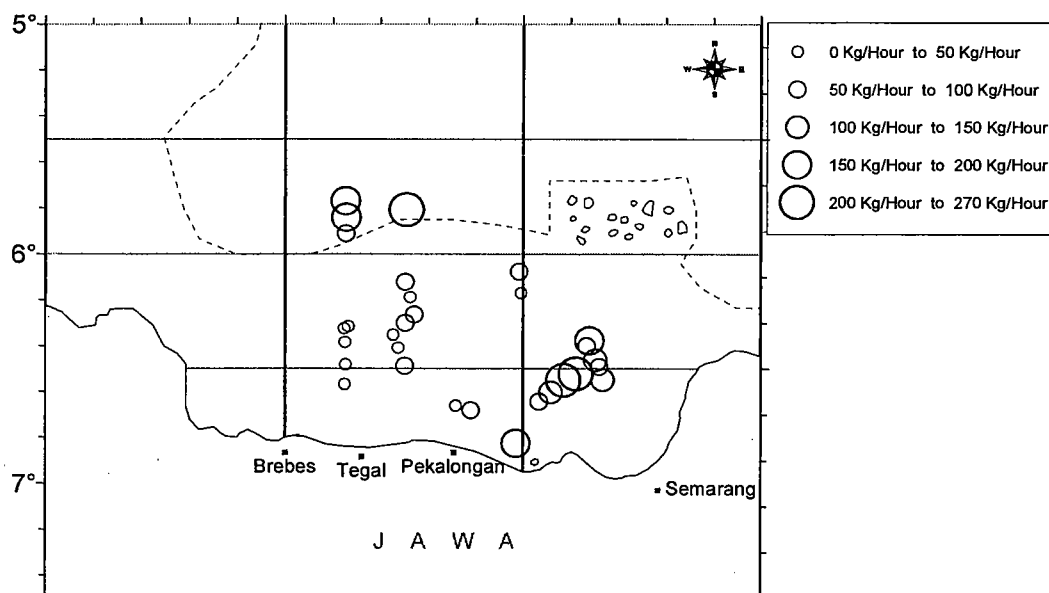 5°
6°
7°
N
W E
S
0 Kg/Hour to 50 Kg/Hour
50 Kg/Hour to 100 Kg/Hour
100 Kg/Hour to 150 Kg/Hour
150 Kg/Hour to 200 Kg/Hour
200 Kg/Hour to 270 Kg/Hour
Brebes
Tegal
Pekalongan
Semarang
J A W A